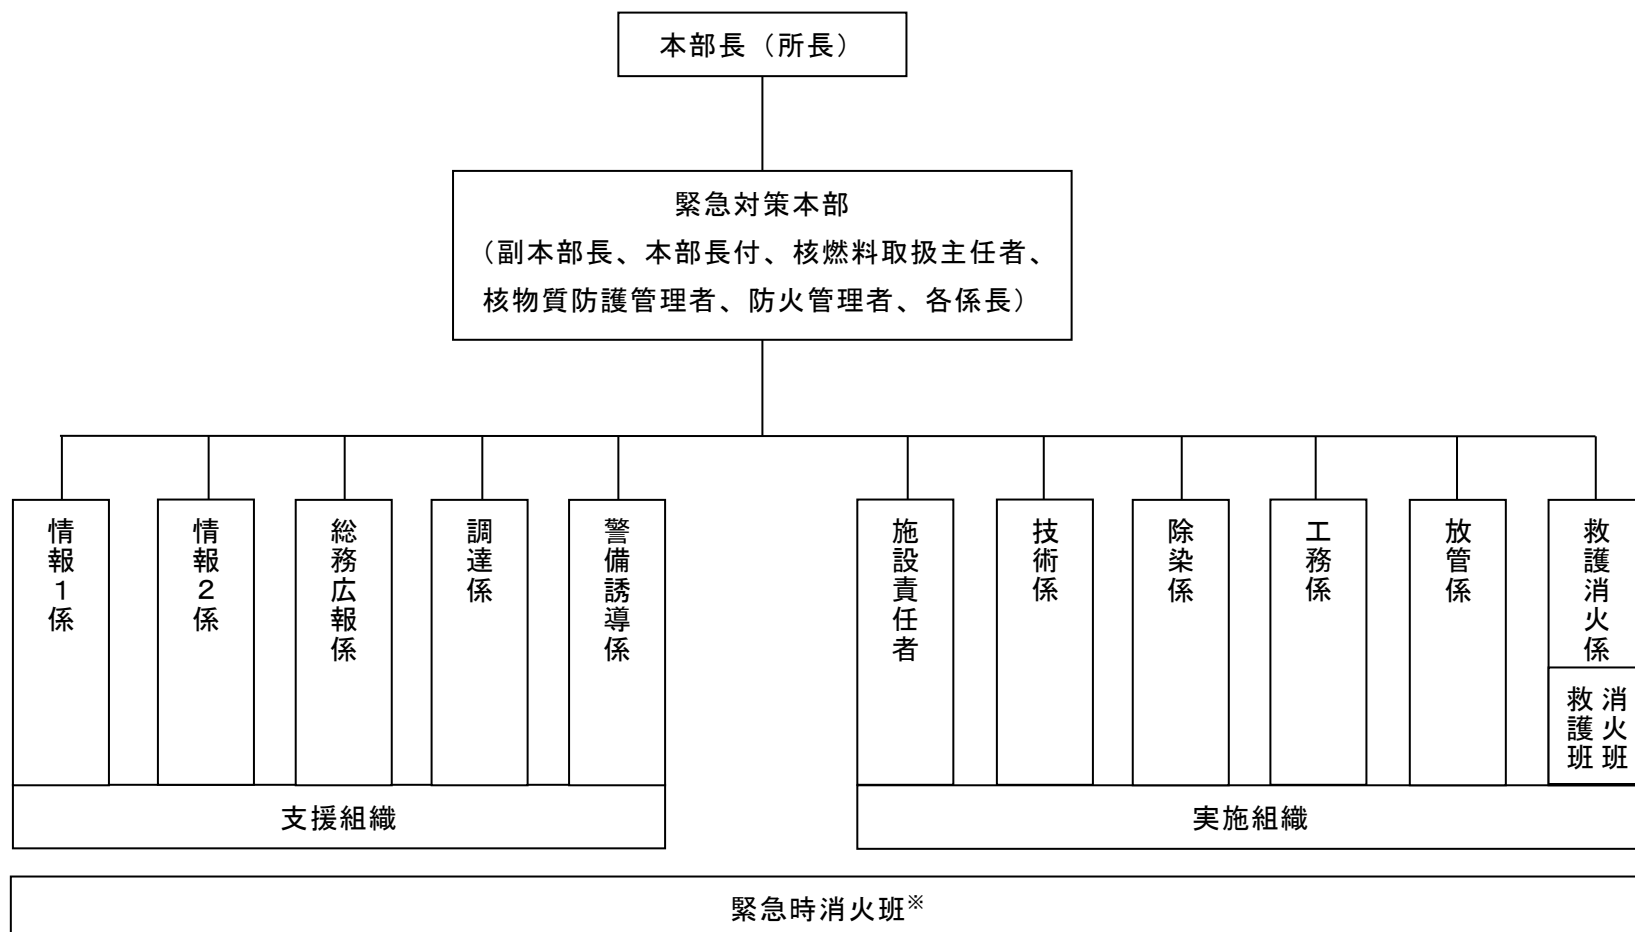 本部長（所長）
緊急対策本部
（副本部長、本部長付、核燃料取扱主任者、
核物質防護管理者、防火管理者、各係長）
情報１係
情報２係
総務広報係
調達係
警備誘導係
施設責任者
技術係
除染係
工務係
放管係
救護消火係
消火班
救護班
支援組織
実施組織
緊急時消火班※